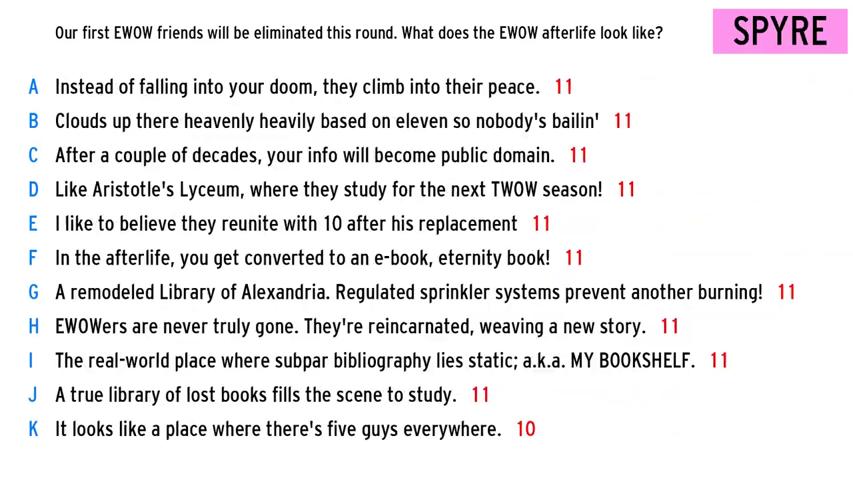 Our first EWOW friends will be eliminated this round. What does the EWOW afterlife look like?
SPYRE
A Instead of falling into your doom, they climb into their peace. 11
B Clouds up there heavenly heavily based on eleven so nobody's bailin' 11
C After a couple of decades, your info will become public domain. 11
D Like Aristotle's Lyceum, where they study for the next TWOW season! 11
E I like to believe they reunite with 10 after his replacement 11
F In the afterlife, you get converted to an e-book, eternity book! 11
G A remodeled Library of Alexandria. Regulated sprinkler systems prevent another burning! 11
H EWOWers are never truly gone. They're reincarnated, weaving a new story. 11
I The real-world place where subpar bibliography lies static; a.k.a. MY BOOKSHELF. 11
J A true library of lost books fills the scene to study. 11
K It looks like a place where there's five guys everywhere. 10